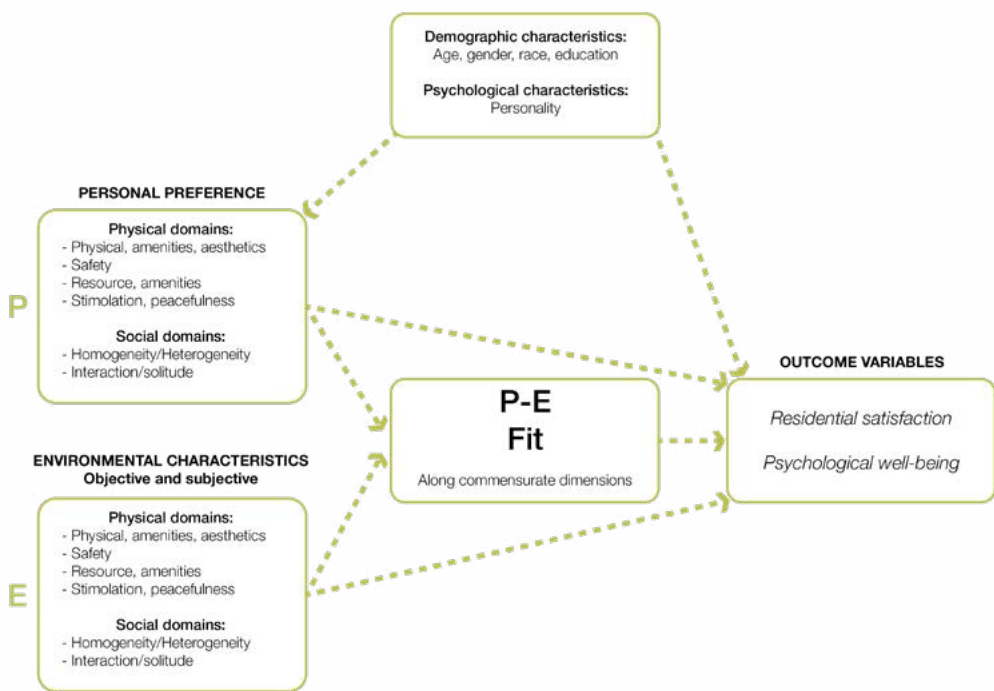 Demographic characteristics:
Age, gender, race, education
Psychological characteristics:
Personality
PERSONAL PREFERENCE
Physical domains:
- Physical, amenities, aesthetics
- Safety
- Resource, amenities
- Stimolation, peacefulness
Social domains:
- Homogeneity/Heterogeneity
- Interaction/solitude
P
P-E
Fit
Along commensurate dimensions
OUTCOME VARIABLES
Residential satisfaction
Psychological well-being
ENVIRONMENTAL CHARACTERISTICS
Objective and subjective
Physical domains:
- Physical, amenities, aesthetics
- Safety
- Resource, amenities
- Stimolation, peacefulness
Social domains:
- Homogeneity/Heterogeneity
- Interaction/solitude
E